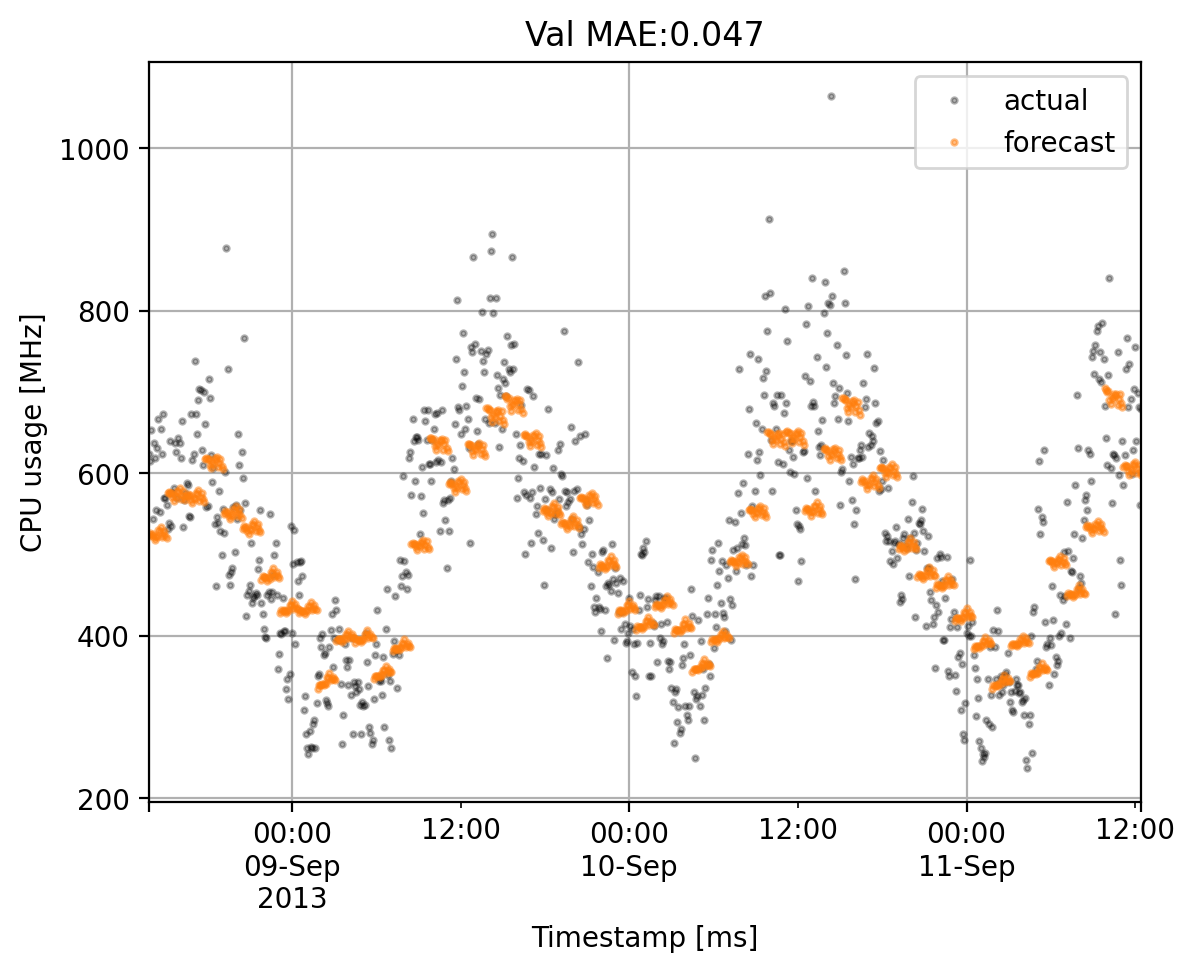 Val MAE:0.047
actual
forecast
CPU usage [MHz]
1000
800
600
400
200
00:00 12:00 00:00 12:00 00:00 12:00
09-Sep 10-Sep 11-Sep
2013
Timestamp [ms]